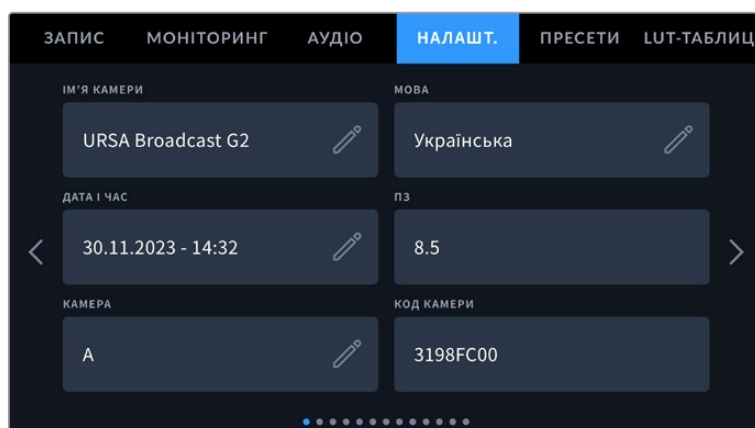 ЗАПИС МОНІТОРИНГ АУДІО НАЛАШТ. ПРЕСЕТИ LUT-ТАБЛИЦ
ІМ'Я КАМЕРИ МОВА
URSA Broadcast G2 Українська
ДАТА І ЧАС ПЗ
30.11.2023 - 14:32 8.5
КАМЕРА КОД КАМЕРИ
A 3198FC00